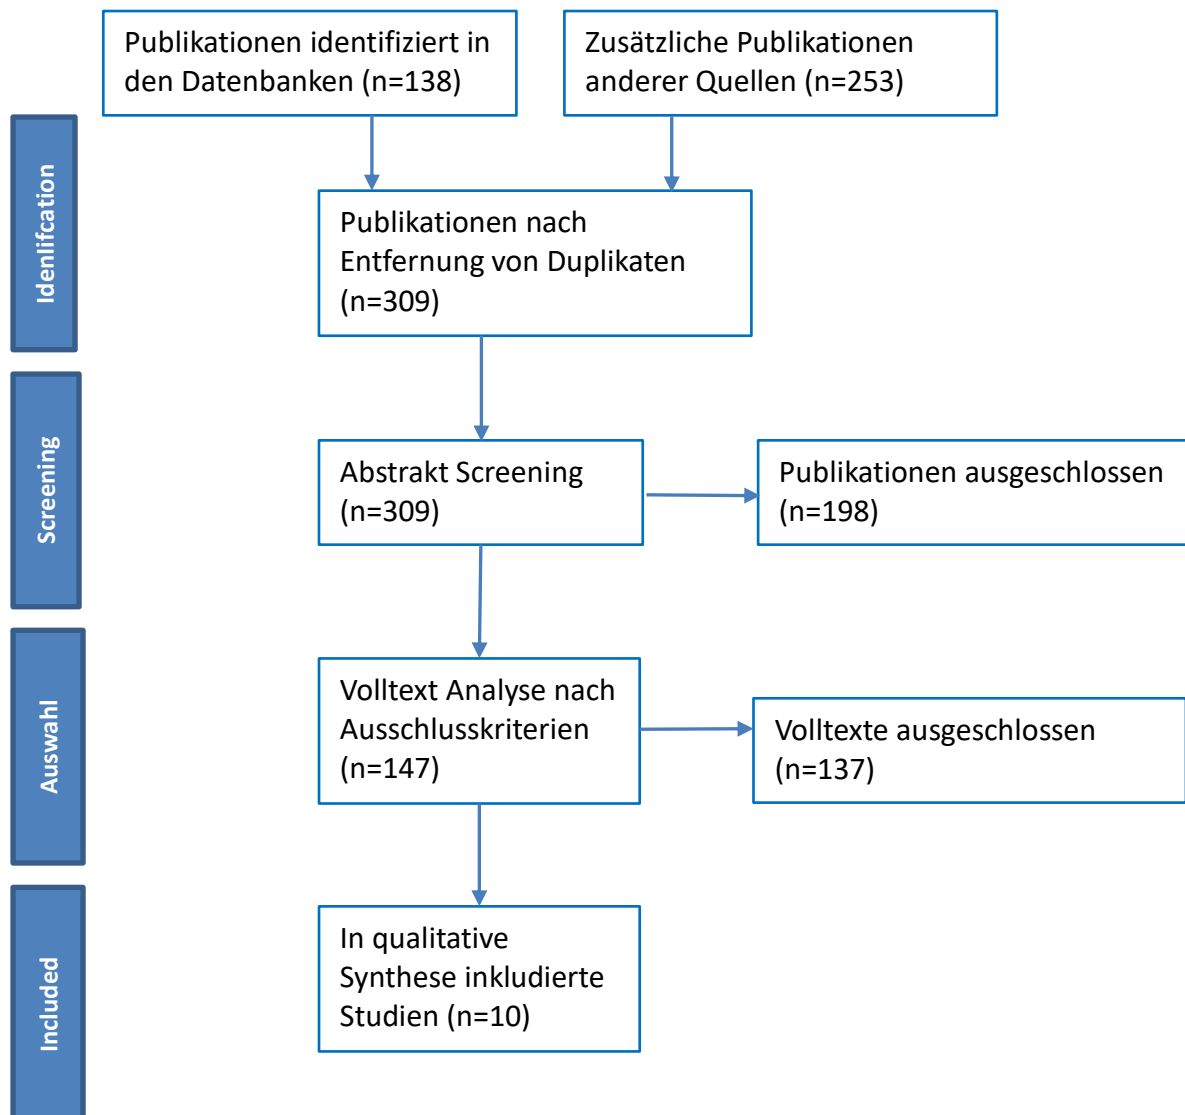 Publikationen identifiziert in
den Datenbanken (n=138)
Zusätzliche Publikationen
anderer Quellen (n=253)
Idenlifcation
Publikationen nach
Entfernung von Duplikaten
(n=309)
Screening
Abstrakt Screening
(n=309)
Publikationen ausgeschlossen
(n=198)
Auswahl
Volltext Analyse nach
Ausschlusskriterien
(n=147)
Volltexte ausgeschlossen
(n=137)
Included
In qualitative
Synthese inkludierte
Studien (n=10)